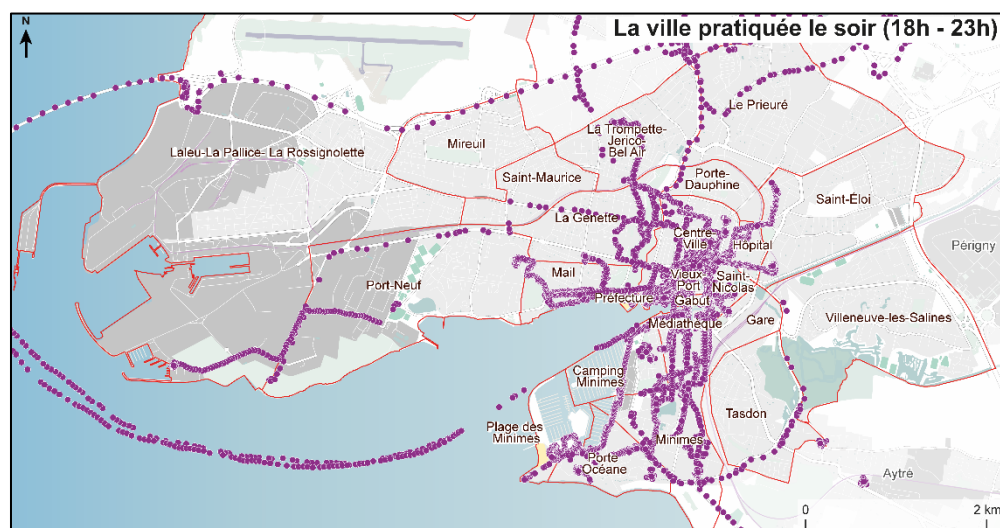 La ville pratiquée le soir (18h - 23h)
N
Le Prieuré
La Trompette-
Jericó-
Bel Air
Mireuil
Laleu-La Pallice- La Rossignolette
Saint-Maurice
Porte-
Dauphine
Saint-Éloi
La Genette
Centre
Ville
Hôpital
Périgny
Mail
Vieux-
Port
Saint-
Nicolas
Port-Neuf
Préfecture
Gabut
Gare
Villeneuve-les-Salines
Médiathèque
Camping
Minimes
Tasdon
Plage des
Minimes
Minimes
Porte
Océane
Aytré
0
2 km